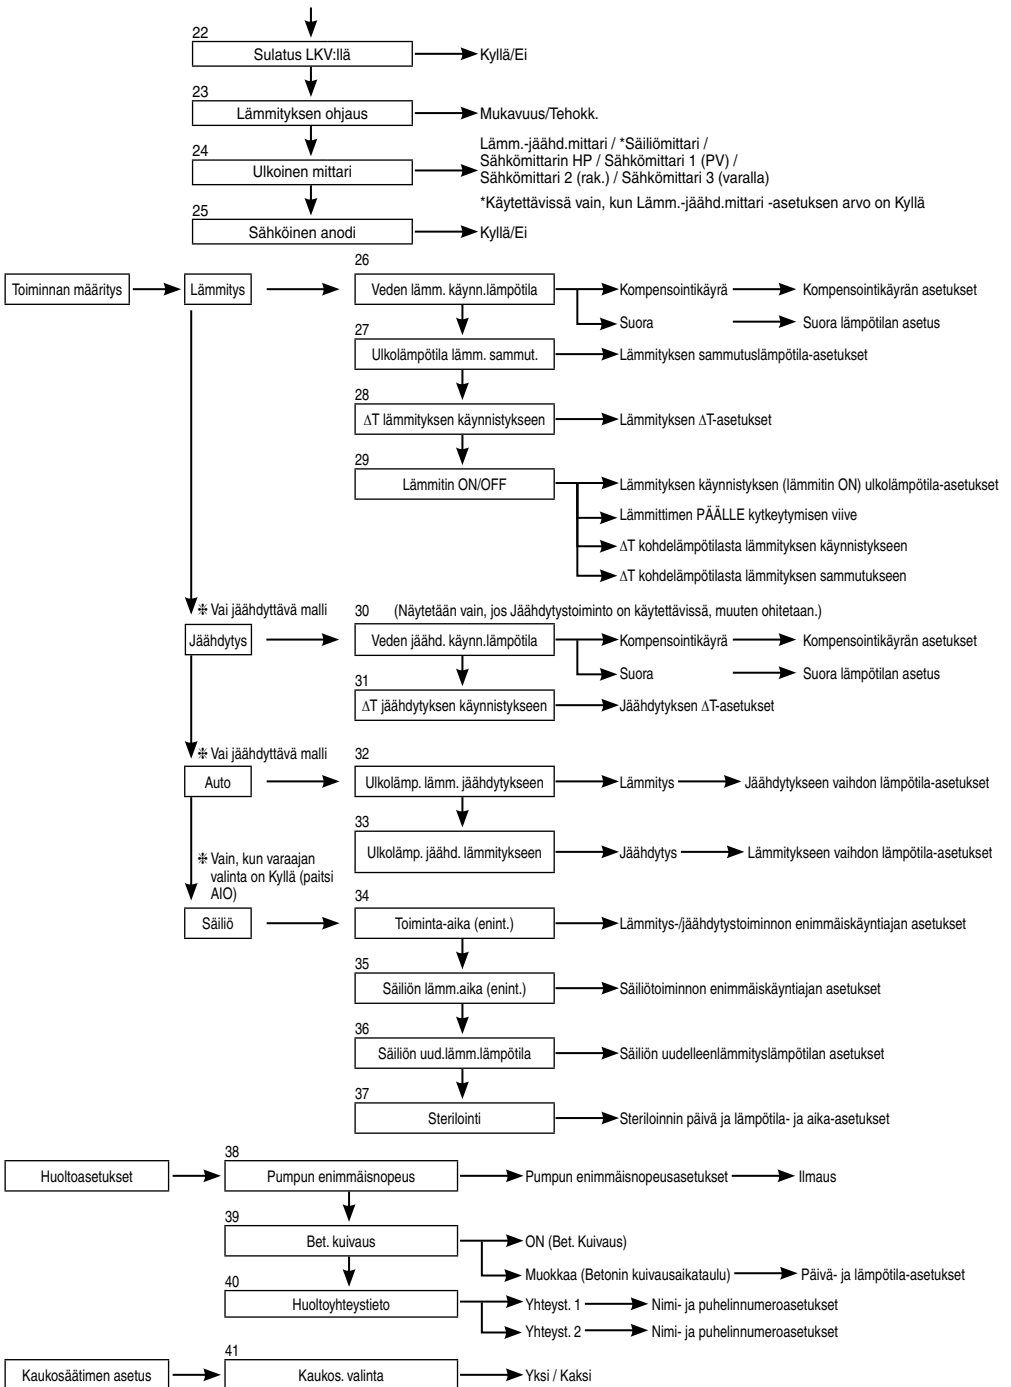 22
Sulatus LKV:llä
Kyllä/Ei
23
Lämmityksen ohjaus
Mukavuus/Tehokk.
24
Ulkoinen mittari
Lämm.-jäähd.mittari / *Säiliömittari /
Sähkömittarin HP / Sähkömittari 1 (PV) /
Sähkömittari 2 (rak.) / Sähkömittari 3 (varalla)
*Käytettävissä vain, kun Lämm.-jäähd.mittari -asetuksen arvo on Kyllä
25
Sähköinen anodi
Kyllä/Ei
Toiminnan määritys
Lämmitys
26
Veden lämm. käynn.lämpötila
Kompensointikäyrä
Kompensointikäyrän asetukset
Suora
Suora lämpötilan asetus
27
Ulkolämpötila lämm. sammut.
Lämmityksen sammutuslämpötila-asetukset
28
ΔT lämmityksen käynnistykseen
Lämmityksen ΔT-asetukset
29
Lämmitin ON/OFF
Lämmityksen käynnistyksen (lämmitin ON) ulkolämpötila-asetukset
Lämmittimen PÄÄLLE kytkeytymisen viive
ΔT kohdelämpötilasta lämmityksen käynnistykseen
ΔT kohdelämpötilasta lämmityksen sammutukseen
❉ Vai jäähdyttävä malli
30 (Näytetään vain, jos Jäähdytystoiminto on käytettävissä, muuten ohitetaan.)
Jäähdytys
Veden jäähd. käynn.lämpötila
Kompensointikäyrä
Kompensointikäyrän asetukset
Suora
Suora lämpötilan asetus
31
ΔT jäähdytyksen käynnistykseen
Jäähdytyksen ΔT-asetukset
❉ Vai jäähdyttävä malli
32
Auto
Ulkolämp. lämm. jäähdytykseen
Lämmitys
Jäähdytykseen vaihdon lämpötila-asetukset
33
Ulkolämp. jäähd. lämmitykseen
Jäähdytys
Lämmitykseen vaihdon lämpötila-asetukset
❉ Vain, kun varaajan
valinta on Kyllä (paitsi
AIO)
34
Säiliö
Toiminta-aika (enint.)
Lämmitys-/jäähdytystoiminnon enimmäiskäyntiajan asetukset
35
Säiliön lämm.aika (enint.)
Säiliötoiminnon enimmäiskäyntiajan asetukset
36
Säiliön uud.lämm.lämpötila
Säiliön uudelleenlämmityslämpötilan asetukset
37
Sterilointi
Steriloinnin päivä ja lämpötila- ja aika-asetukset
38
Huoltoasetukset
Pumpun enimmäisnopeus
Pumpun enimmäisnopeusasetukset
Ilmaus
39
Bet. kuivaus
ON (Bet. Kuivaus)
Muokkaa (Betonin kuivausaikataulu)
Päivä- ja lämpötila-asetukset
40
Huoltoyhteystieto
Yhteyst. 1
Nimi- ja puhelinnumeroasetukset
Yhteyst. 2
Nimi- ja puhelinnumeroasetukset
41
Kaukosäätimen asetus
Kaukos. valinta
Yksi / Kaksi